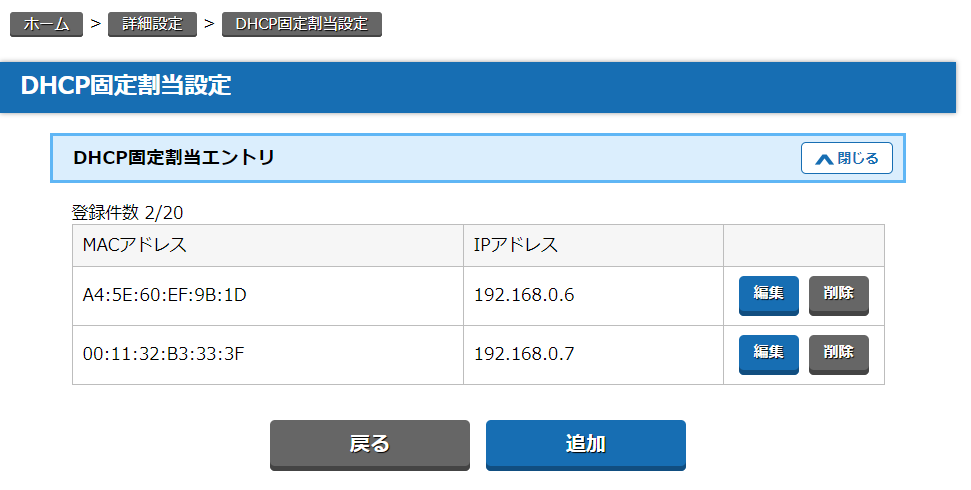 ホーム > 詳細設定 > DHCP固定割当設定
DHCP固定割当設定
DHCP固定割当エントリ 閉じる
登録件数 2/20
MACアドレス IPアドレス
A4:5E:60:EF:9B:1D 192.168.0.6 編集 削除
00:11:32:B3:33:3F 192.168.0.7 編集 削除
戻る 追加